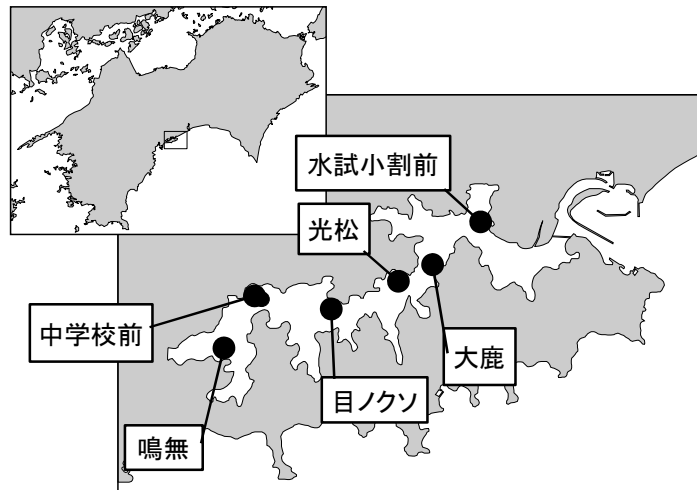 水試小割前
光松
中学校前
大鹿
目ノクソ
鳴無